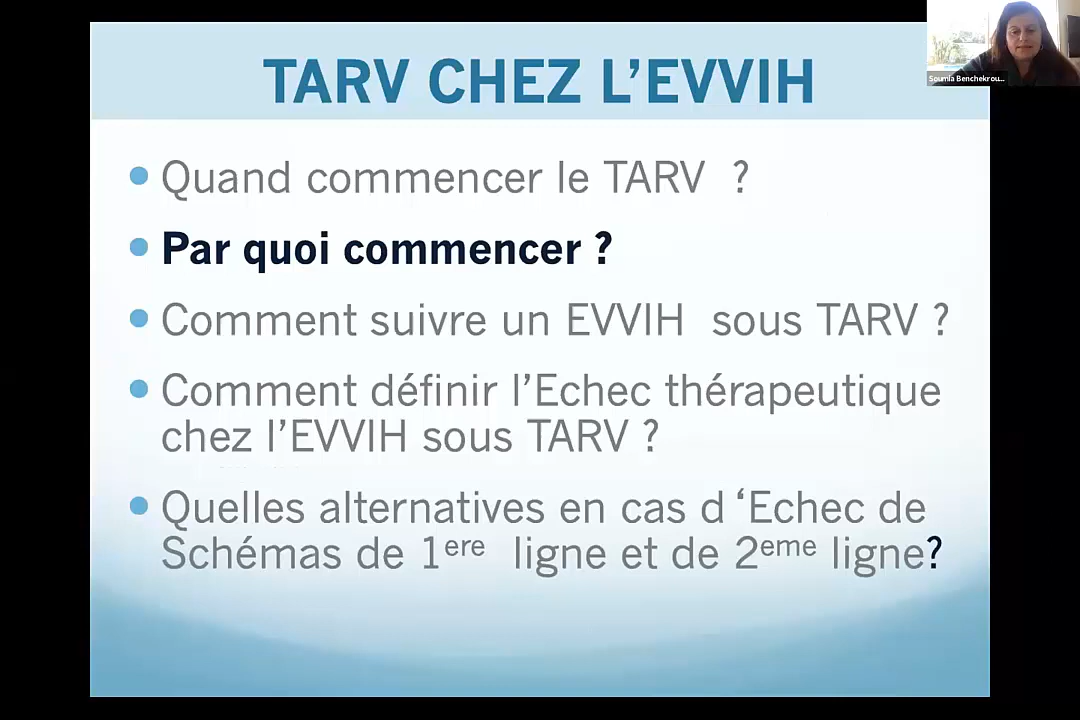 TARV CHEZ L’EVVIH
Soumia Benchekrou...
• Quand commencer le TARV ?
• Par quoi commencer ?
• Comment suivre un EVVIH sous TARV ?
• Comment définir l’Echec thérapeutique
chez l’EVVIH sous TARV ?
• Quelles alternatives en cas d ‘Echec de
Schémas de 1ere ligne et de 2eme ligne?